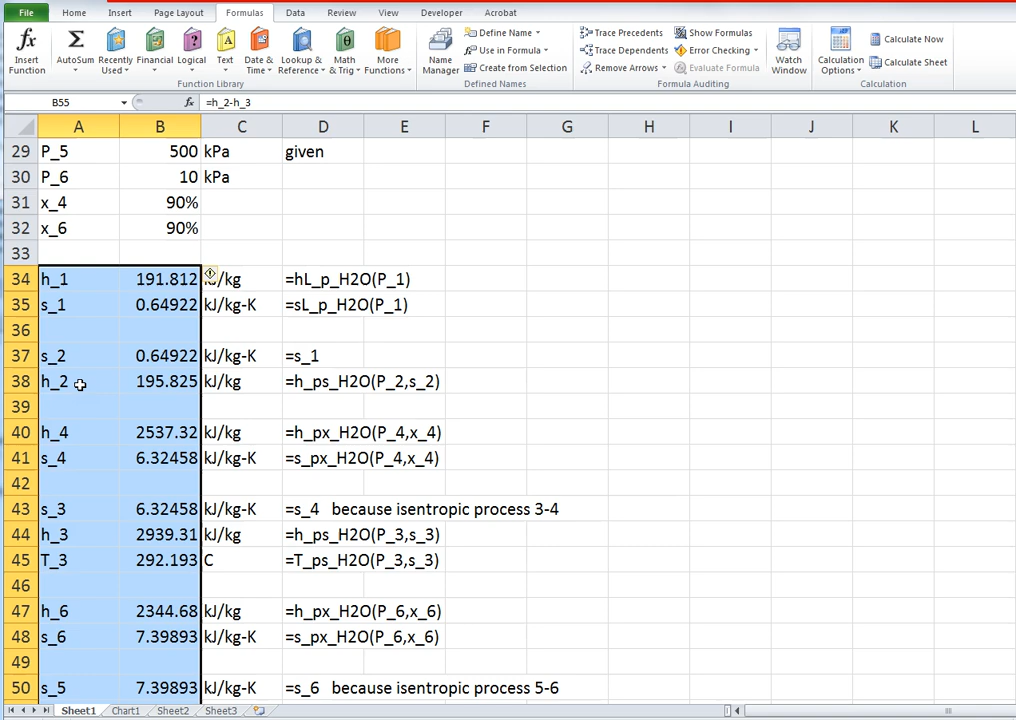 File Home Insert Page Layout Formulas Data Review View Developer Acrobat
Insert Function
AutoSum
Recently Used
Financial
Logical
Text
Date & Time
Lookup & Reference
Math & Trig
More Functions
Function Library
Name Manager
Define Name
Use in Formula
Create from Selection
Defined Names
Trace Precedents
Trace Dependents
Remove Arrows
Show Formulas
Error Checking
Evaluate Formula
Formula Auditing
Watch Window
Calculation Options
Calculate Now
Calculate Sheet
Calculation
B55 fx =h_2-h_3
A B C D E F G H I J K L
29 P_5 500 kPa given
30 P_6 10 kPa
31 x_4 90%
32 x_6 90%
33
34 h_1 191.812 kJ/kg =hL_p_H2O(P_1)
35 s_1 0.64922 kJ/kg-K =sL_p_H2O(P_1)
36
37 s_2 0.64922 kJ/kg-K =s_1
38 h_2 195.825 kJ/kg =h_ps_H2O(P_2,s_2)
39
40 h_4 2537.32 kJ/kg =h_px_H2O(P_4,x_4)
41 s_4 6.32458 kJ/kg-K =s_px_H2O(P_4,x_4)
42
43 s_3 6.32458 kJ/kg-K =s_4 because isentropic process 3-4
44 h_3 2939.31 kJ/kg =h_ps_H2O(P_3,s_3)
45 T_3 292.193 C =T_ps_H2O(P_3,s_3)
46
47 h_6 2344.68 kJ/kg =h_px_H2O(P_6,x_6)
48 s_6 7.39893 kJ/kg-K =s_px_H2O(P_6,x_6)
49
50 s_5 7.39893 kJ/kg-K =s_6 because isentropic process 5-6
Sheet1 Chart1 Sheet2 Sheet3